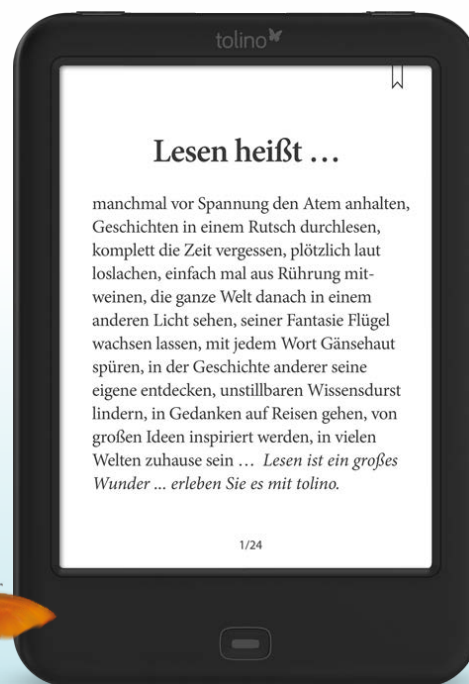 tolino
Lesen heißt …
manchmal vor Spannung den Atem anhalten,
Geschichten in einem Rutsch durchlesen,
komplett die Zeit vergessen, plötzlich laut
loslachen, einfach mal aus Rührung mit-
weinen, die ganze Welt danach in einem
anderen Licht sehen, seiner Fantasie Flügel
wachsen lassen, mit jedem Wort Gänsehaut
spüren, in der Geschichte anderer seine
eigene entdecken, unstillbaren Wissensdurst
lindern, in Gedanken auf Reisen gehen, von
großen Ideen inspiriert werden, in vielen
Welten zuhause sein … Lesen ist ein großes
Wunder ... erleben Sie es mit tolino.
1/24